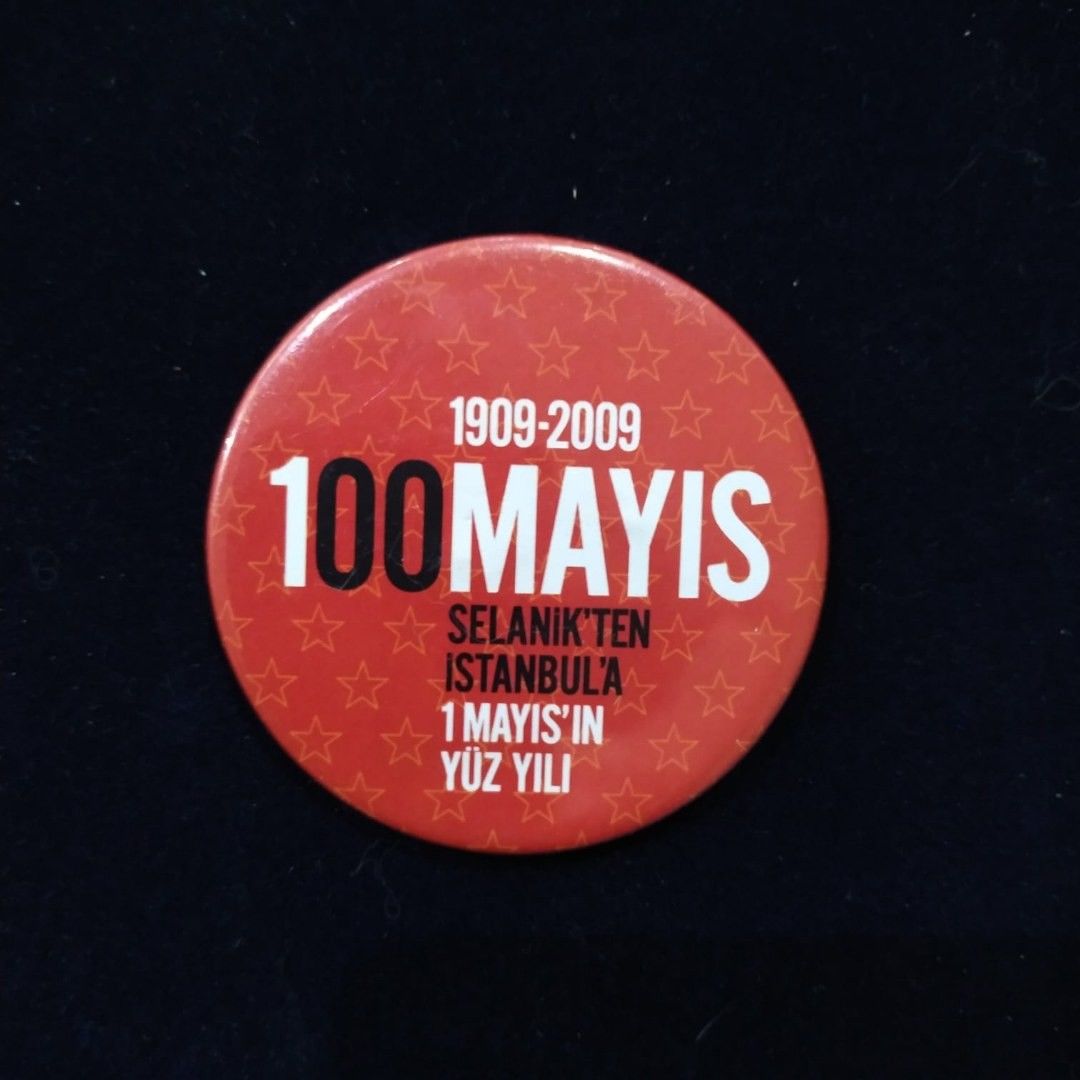 1909-2009
100MAYIS
SELANİK'TEN
İSTANBUL'A
1 MAYIS'IN
YÜZ YILI